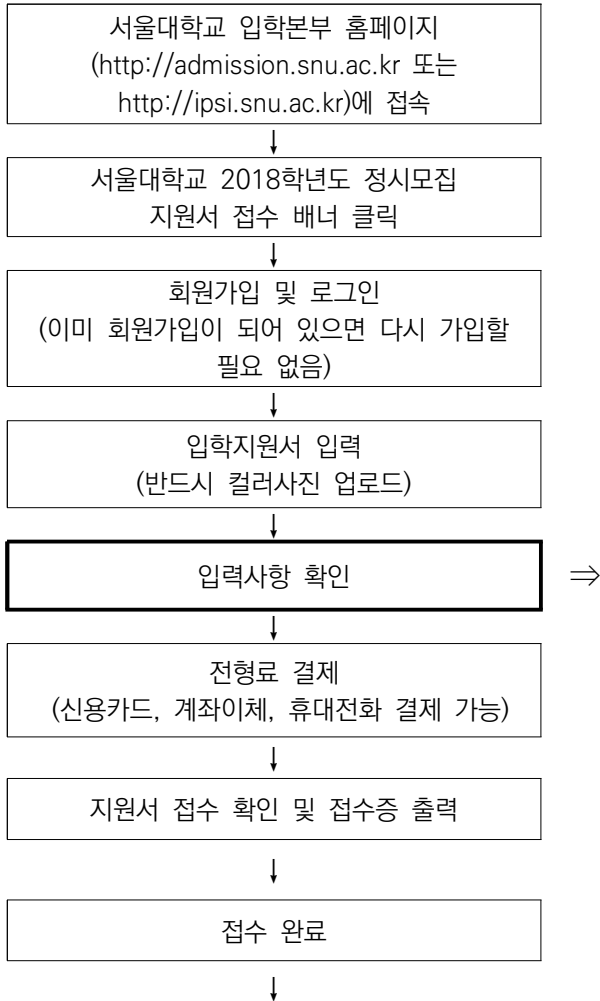 서울대학교 입학본부 홈페이지
(http://admission.snu.ac.kr 또는
http://ipsi.snu.ac.kr)에 접속
↓
서울대학교 2018학년도 정시모집
지원서 접수 배너 클릭
↓
회원가입 및 로그인
(이미 회원가입이 되어 있으면 다시 가입할
필요 없음)
↓
입학지원서 입력
(반드시 컬러사진 업로드)
↓
입력사항 확인 ⇒
↓
전형료 결제
(신용카드, 계좌이체, 휴대전화 결제 가능)
↓
지원서 접수 확인 및 접수증 출력
↓
접수 완료
↓